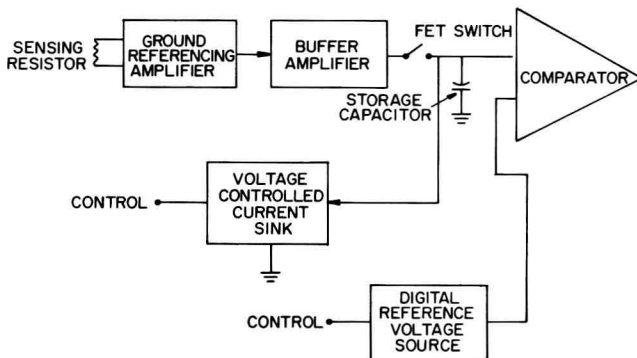 SENSING
RESISTOR
GROUND
REFERENCING
AMPLIFIER
BUFFER
AMPLIFIER
FET SWITCH
STORAGE
CAPACITOR
COMPARATOR
CONTROL
VOLTAGE
CONTROLLED
CURRENT
SINK
CONTROL
DIGITAL
REFERENCE
VOLTAGE
SOURCE